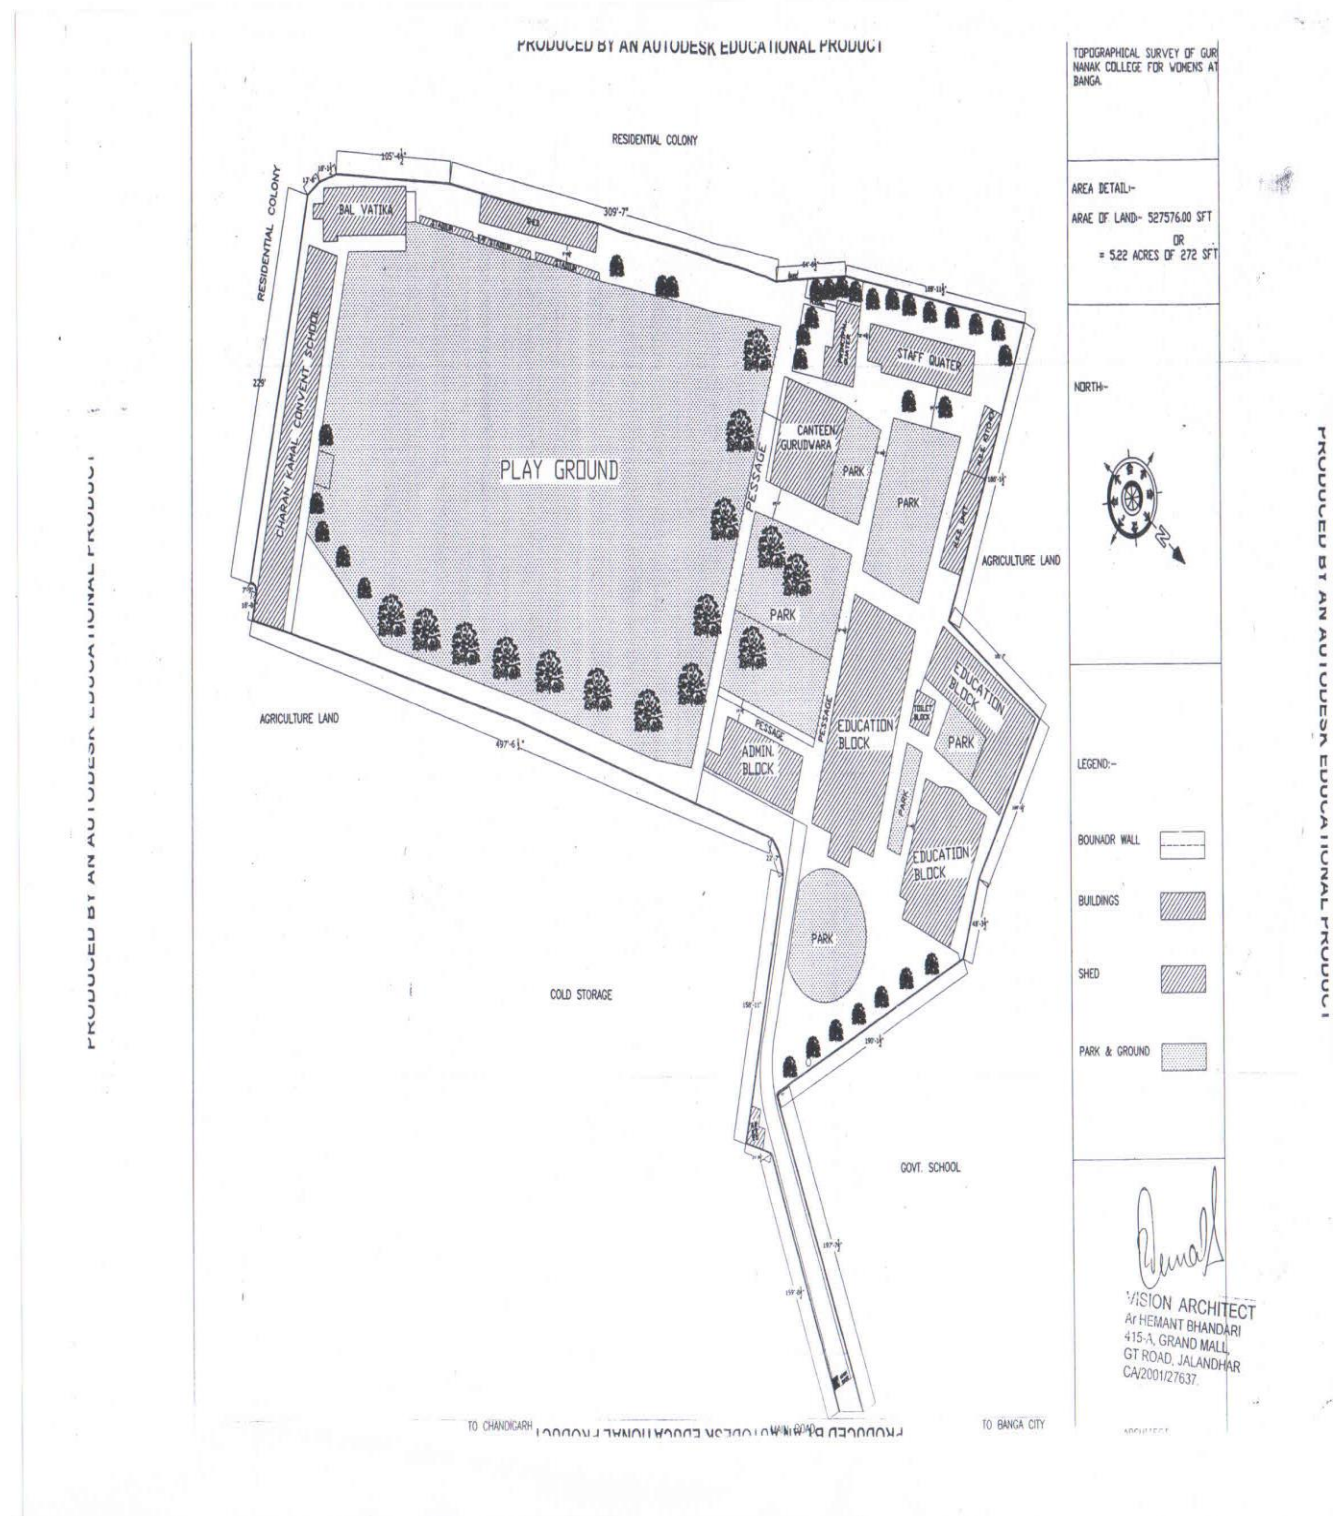 PRODUCED BY AN AUTODESK EDUCATIONAL PRODUCT
TOPOGRAPHICAL SURVEY OF GUR
NANAK COLLEGE FOR WOMENS AT
BANGA.
AREA DETAIL:-
ARAE OF LAND:- 527576.00 SFT
OR
= 5.22 ACRES OF 272 SFT
NORTH:-
N
LEGEND:-
BOUNADR WALL
BUILDINGS
SHED
PARK & GROUND
VISION ARCHITECT
Ar HEMANT BHANDARI
415-A, GRAND MALL,
GT ROAD, JALANDHAR
CA/2001/27637.
RESIDENTIAL COLONY
RESIDENTIAL COLONY
105'-4½"
309'-7"
229'
BAL VATIKA
STADIUM
STADIUM
CHARAN KAMAL CONVENT SCHOOL
PLAY GROUND
PESSAGE
STAFF QUATER
CANTEEN
GURUDWARA
PARK
PARK
AGRICULTURE LAND
PARK
PESSAGE
PESSAGE
ADMIN.
BLOCK
EDUCATION
BLOCK
EDUCATION
BLOCK
TOILET
BLOCK
PARK
PARK
EDUCATION
BLOCK
PARK
AGRICULTURE LAND
497'-6½"
COLD STORAGE
GOVT. SCHOOL
TO CHANDIGARH
MAIN ROAD
TO BANGA CITY
PRODUCED BY AN AUTODESK EDUCATIONAL PRODUCT
PRODUCED BY AN AUTODESK EDUCATIONAL PRODUCT
PRODUCED BY AN AUTODESK EDUCATIONAL PRODUCT